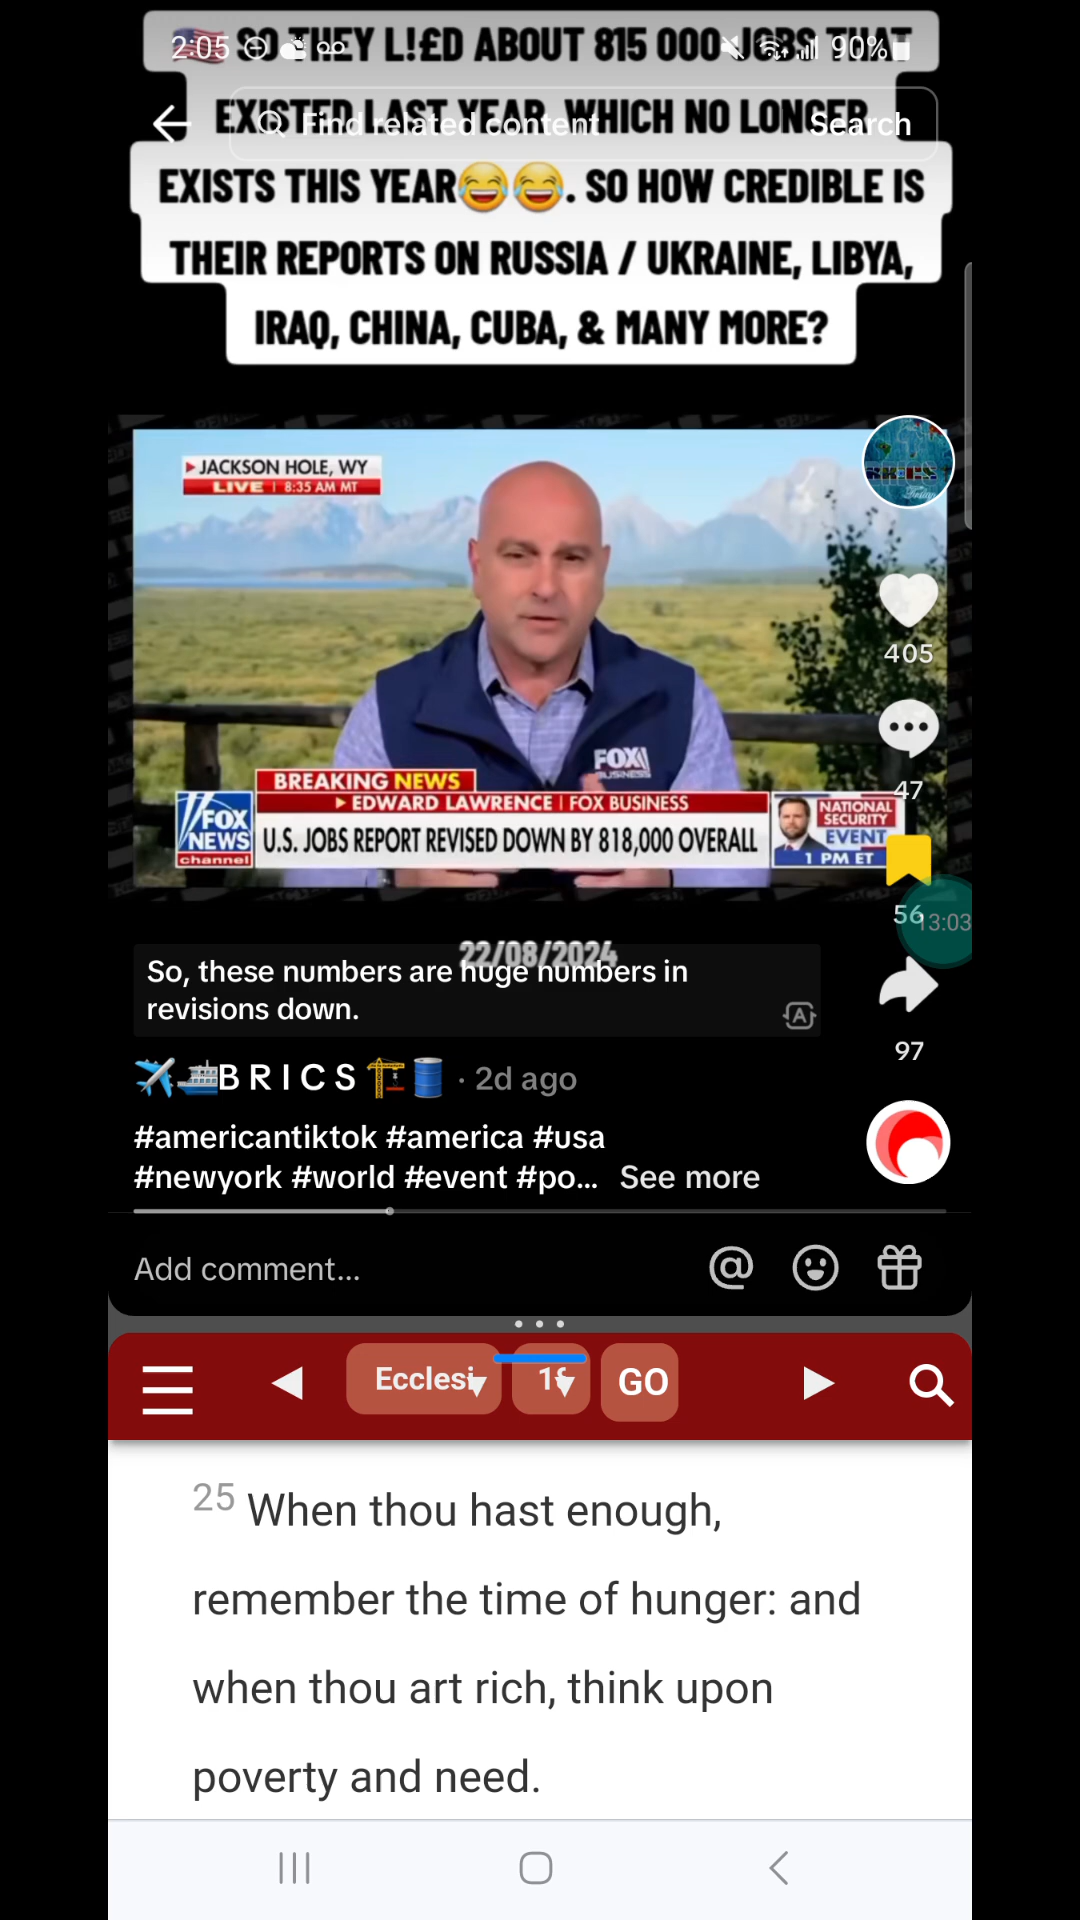 2:05 90%
🇺🇸 SO THEY L!£D ABOUT 815 000 JOBS THAT
EXISTED LAST YEAR, WHICH NO LONGER
Find related content Search
EXISTS THIS YEAR😂😂. SO HOW CREDIBLE IS
THEIR REPORTS ON RUSSIA / UKRAINE, LIBYA,
IRAQ, CHINA, CUBA, & MANY MORE?
JACKSON HOLE, WY
LIVE | 8:35 AM MT
BRICS
405
47
FOX
BUSINESS
BREAKING NEWS
EDWARD LAWRENCE | FOX BUSINESS
U.S. JOBS REPORT REVISED DOWN BY 818,000 OVERALL
FOX
NEWS
channel
NATIONAL
SECURITY
EVENT
1 PM ET
56
13:03
22/08/2024
So, these numbers are huge numbers in
revisions down.
A
97
✈️🛳️B R I C S🏗️🛢️ · 2d ago
#americantiktok #america #usa
#newyork #world #event #po... See more
Add comment...
@
Ecclesi 16 GO
25 When thou hast enough,
remember the time of hunger: and
when thou art rich, think upon
poverty and need.